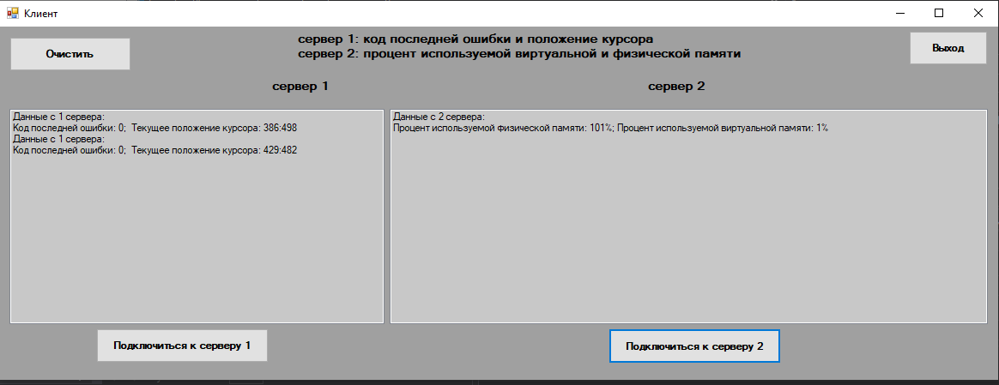 Клиент
Очистить
сервер 1: код последней ошибки и положение курсора
сервер 2: процент используемой виртуальной и физической памяти
Выход
сервер 1
сервер 2
Данные с 1 сервера:
Код последней ошибки: 0;  Текущее положение курсора: 386:498
Данные с 1 сервера:
Код последней ошибки: 0;  Текущее положение курсора: 429:482
Данные с 2 сервера:
Процент используемой физической памяти: 101%; Процент используемой виртуальной памяти: 1%
Подключиться к серверу 1
Подключиться к серверу 2